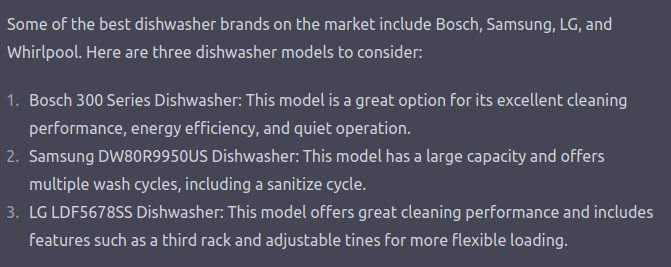 Some of the best dishwasher brands on the market include Bosch, Samsung, LG, and
Whirlpool. Here are three dishwasher models to consider:
1. Bosch 300 Series Dishwasher: This model is a great option for its excellent cleaning
performance, energy efficiency, and quiet operation.
2. Samsung DW80R9950US Dishwasher: This model has a large capacity and offers
multiple wash cycles, including a sanitize cycle.
3. LG LDF5678SS Dishwasher: This model offers great cleaning performance and includes
features such as a third rack and adjustable tines for more flexible loading.